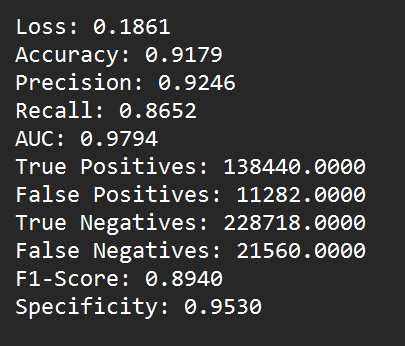 Loss: 0.1861
Accuracy: 0.9179
Precision: 0.9246
Recall: 0.8652
AUC: 0.9794
True Positives: 138440.0000
False Positives: 11282.0000
True Negatives: 228718.0000
False Negatives: 21560.0000
F1-Score: 0.8940
Specificity: 0.9530